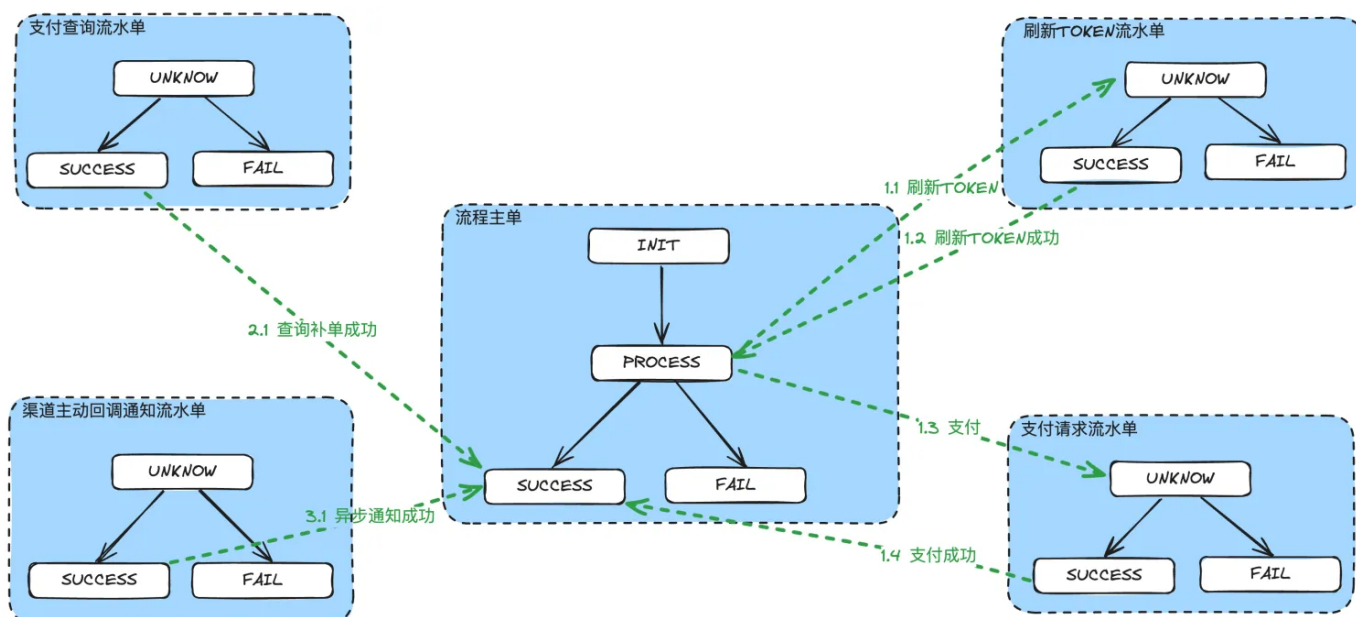 支付查询流水单
UNKNOW
SUCCESS
FAIL
刷新TOKEN流水单
UNKNOW
SUCCESS
FAIL
1.1 刷新TOKEN
1.2 刷新TOKEN成功
流程主单
INIT
PROCESS
SUCCESS
FAIL
2.1 查询补单成功
渠道主动回调通知流水单
UNKNOW
SUCCESS
FAIL
3.1 异步通知成功
1.3 支付
支付请求流水单
UNKNOW
SUCCESS
FAIL
1.4 支付成功